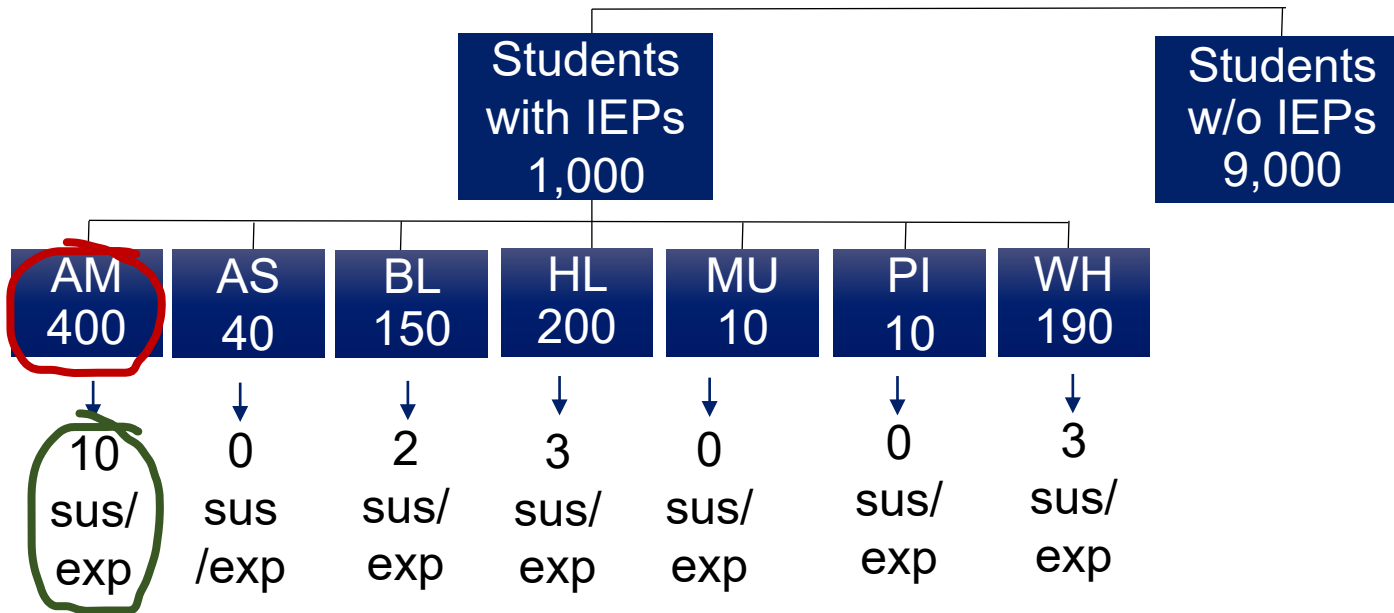 Students
with IEPs
1,000
Students
w/o IEPs
9,000
AM
400
AS
40
BL
150
HL
200
MU
10
PI
10
WH
190
10
sus/
exp
0
sus
/exp
2
sus/
exp
3
sus/
exp
0
sus/
exp
0
sus/
exp
3
sus/
exp